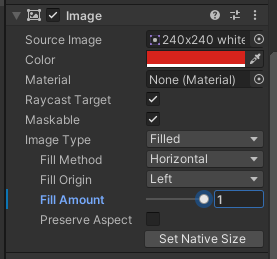 Image
Source Image 240x240 white
Color
Material None (Material)
Raycast Target
Maskable
Image Type Filled
Fill Method Horizontal
Fill Origin Left
Fill Amount 1
Preserve Aspect
Set Native Size